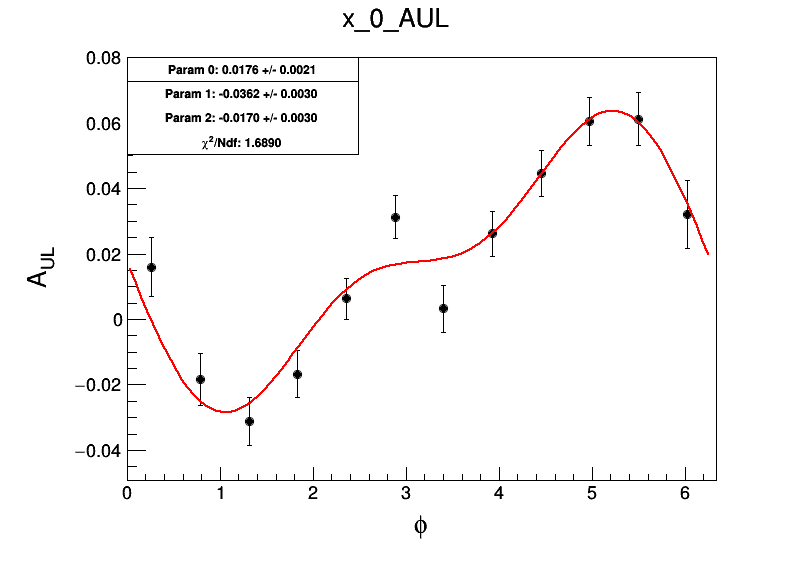 x_0_AUL
0.08
0.06
0.04
0.02
0
−0.02
−0.04
Param 0: 0.0176 +/- 0.0021
Param 1: -0.0362 +/- 0.0030
Param 2: -0.0170 +/- 0.0030
χ²/Ndf: 1.6890
A_UL
0 1 2 3 4 5 6
ϕ